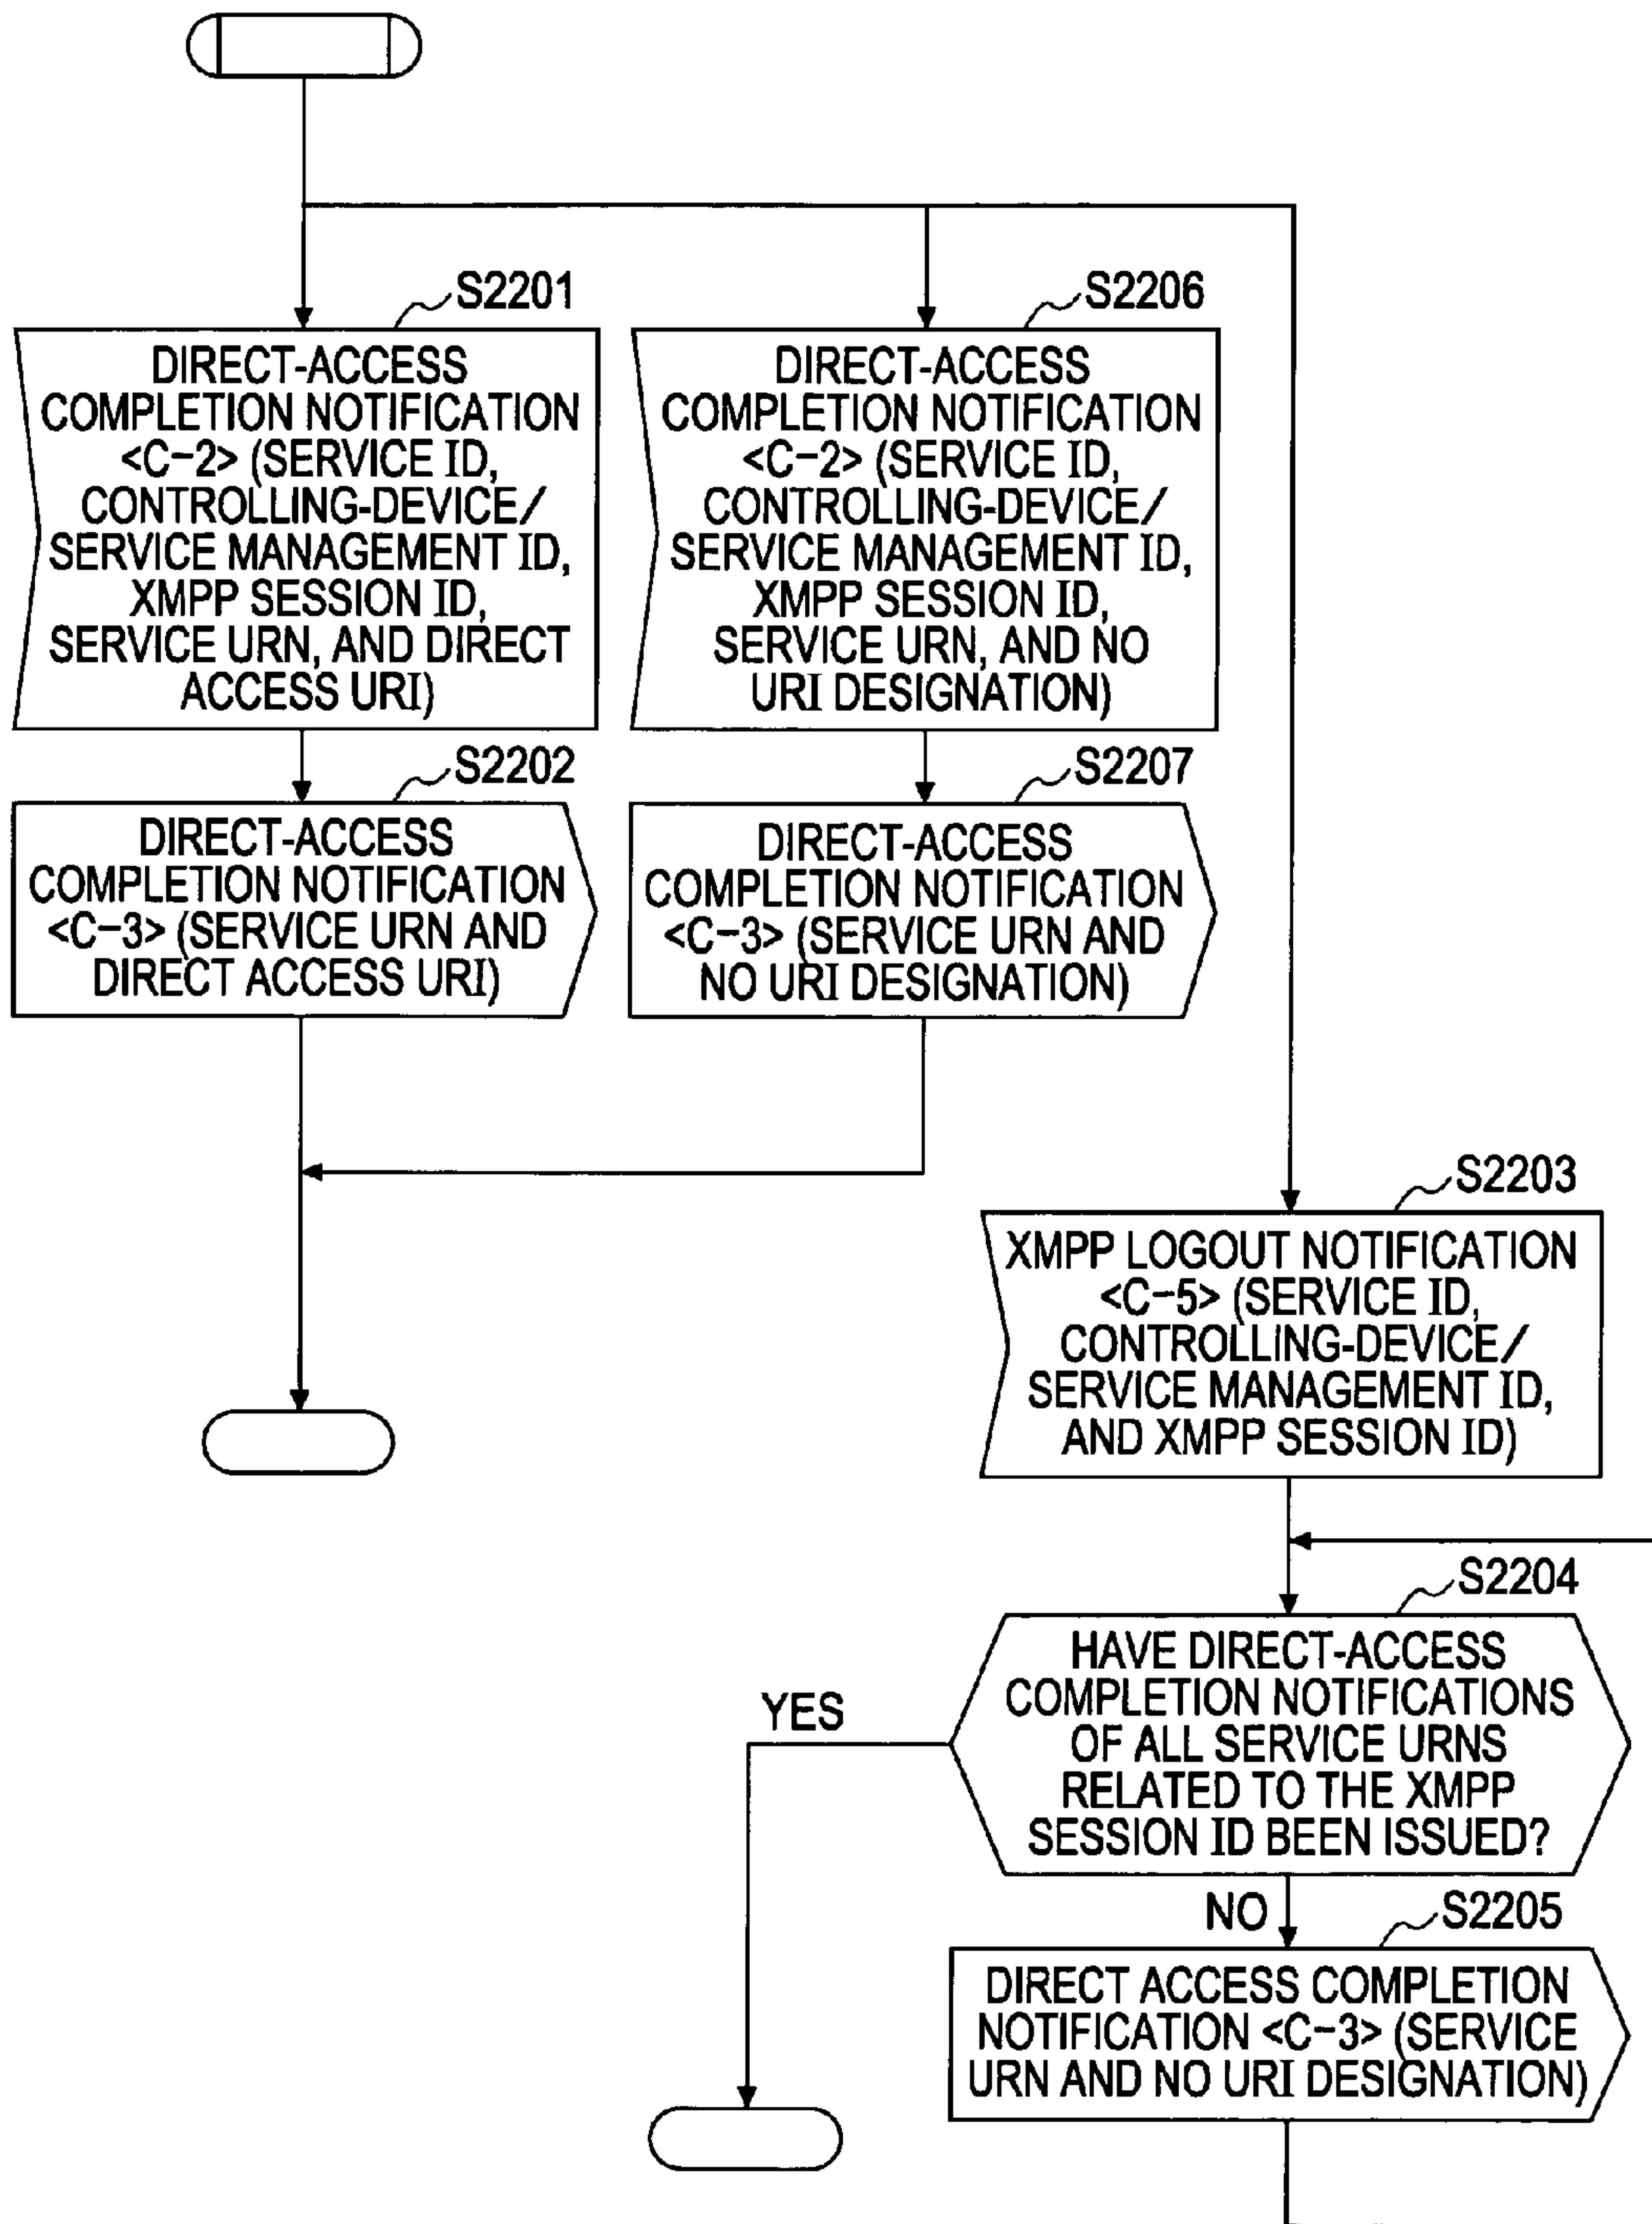 S2201
DIRECT-ACCESS
COMPLETION NOTIFICATION
<C-2> (SERVICE ID,
CONTROLLING-DEVICE/
SERVICE MANAGEMENT ID,
XMPP SESSION ID,
SERVICE URN, AND DIRECT
ACCESS URI)
S2206
DIRECT-ACCESS
COMPLETION NOTIFICATION
<C-2> (SERVICE ID,
CONTROLLING-DEVICE/
SERVICE MANAGEMENT ID,
XMPP SESSION ID,
SERVICE URN, AND NO
URI DESIGNATION)
S2202
DIRECT-ACCESS
COMPLETION NOTIFICATION
<C-3> (SERVICE URN AND
DIRECT ACCESS URI)
S2207
DIRECT-ACCESS
COMPLETION NOTIFICATION
<C-3> (SERVICE URN AND
NO URI DESIGNATION)
S2203
XMPP LOGOUT NOTIFICATION
<C-5> (SERVICE ID,
CONTROLLING-DEVICE/
SERVICE MANAGEMENT ID,
AND XMPP SESSION ID)
S2204
HAVE DIRECT-ACCESS
COMPLETION NOTIFICATIONS
OF ALL SERVICE URNS
RELATED TO THE XMPP
SESSION ID BEEN ISSUED?
YES
NO
S2205
DIRECT ACCESS COMPLETION
NOTIFICATION <C-3> (SERVICE
URN AND NO URI DESIGNATION)